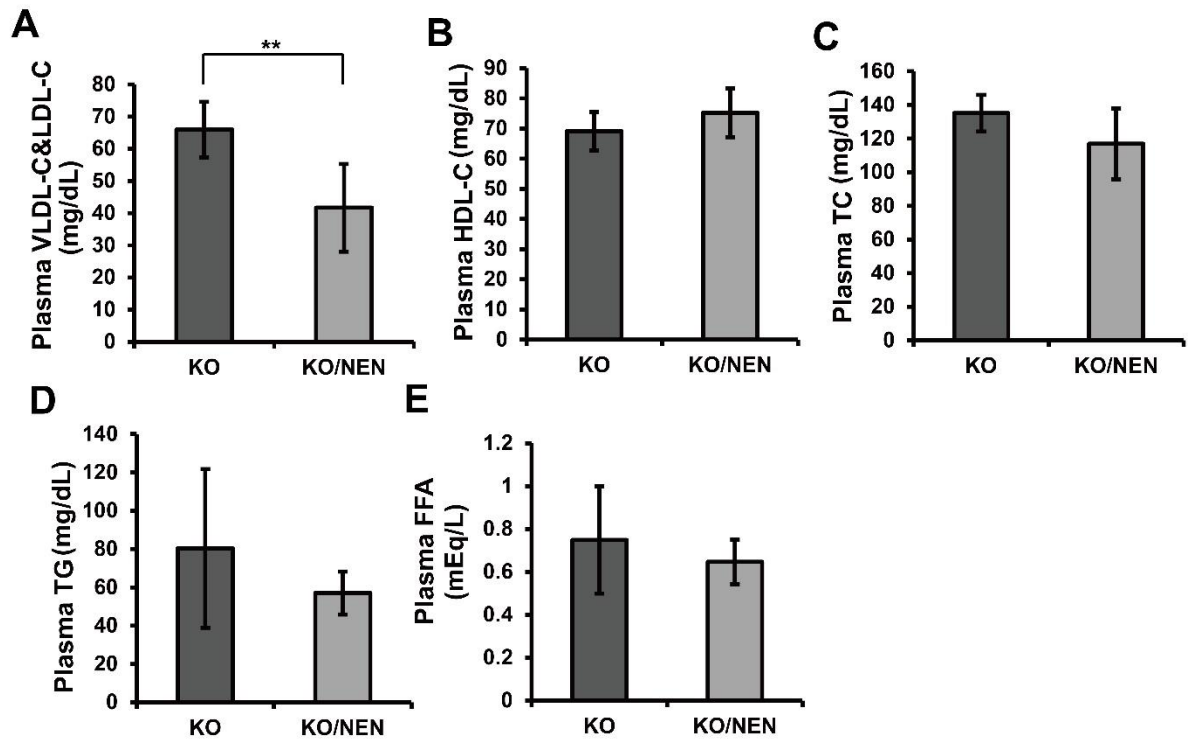 A
**
Plasma VLDL-C&LDL-C
(mg/dL)
80
70
60
50
40
30
20
10
0
KO
KO/NEN
B
Plasma HDL-C (mg/dL)
90
80
70
60
50
40
30
20
10
0
KO
KO/NEN
C
Plasma TC (mg/dL)
160
140
120
100
80
60
40
20
0
KO
KO/NEN
D
Plasma TG (mg/dL)
140
120
100
80
60
40
20
0
KO
KO/NEN
E
Plasma FFA
(mEq/L)
1.2
1
0.8
0.6
0.4
0.2
0
KO
KO/NEN